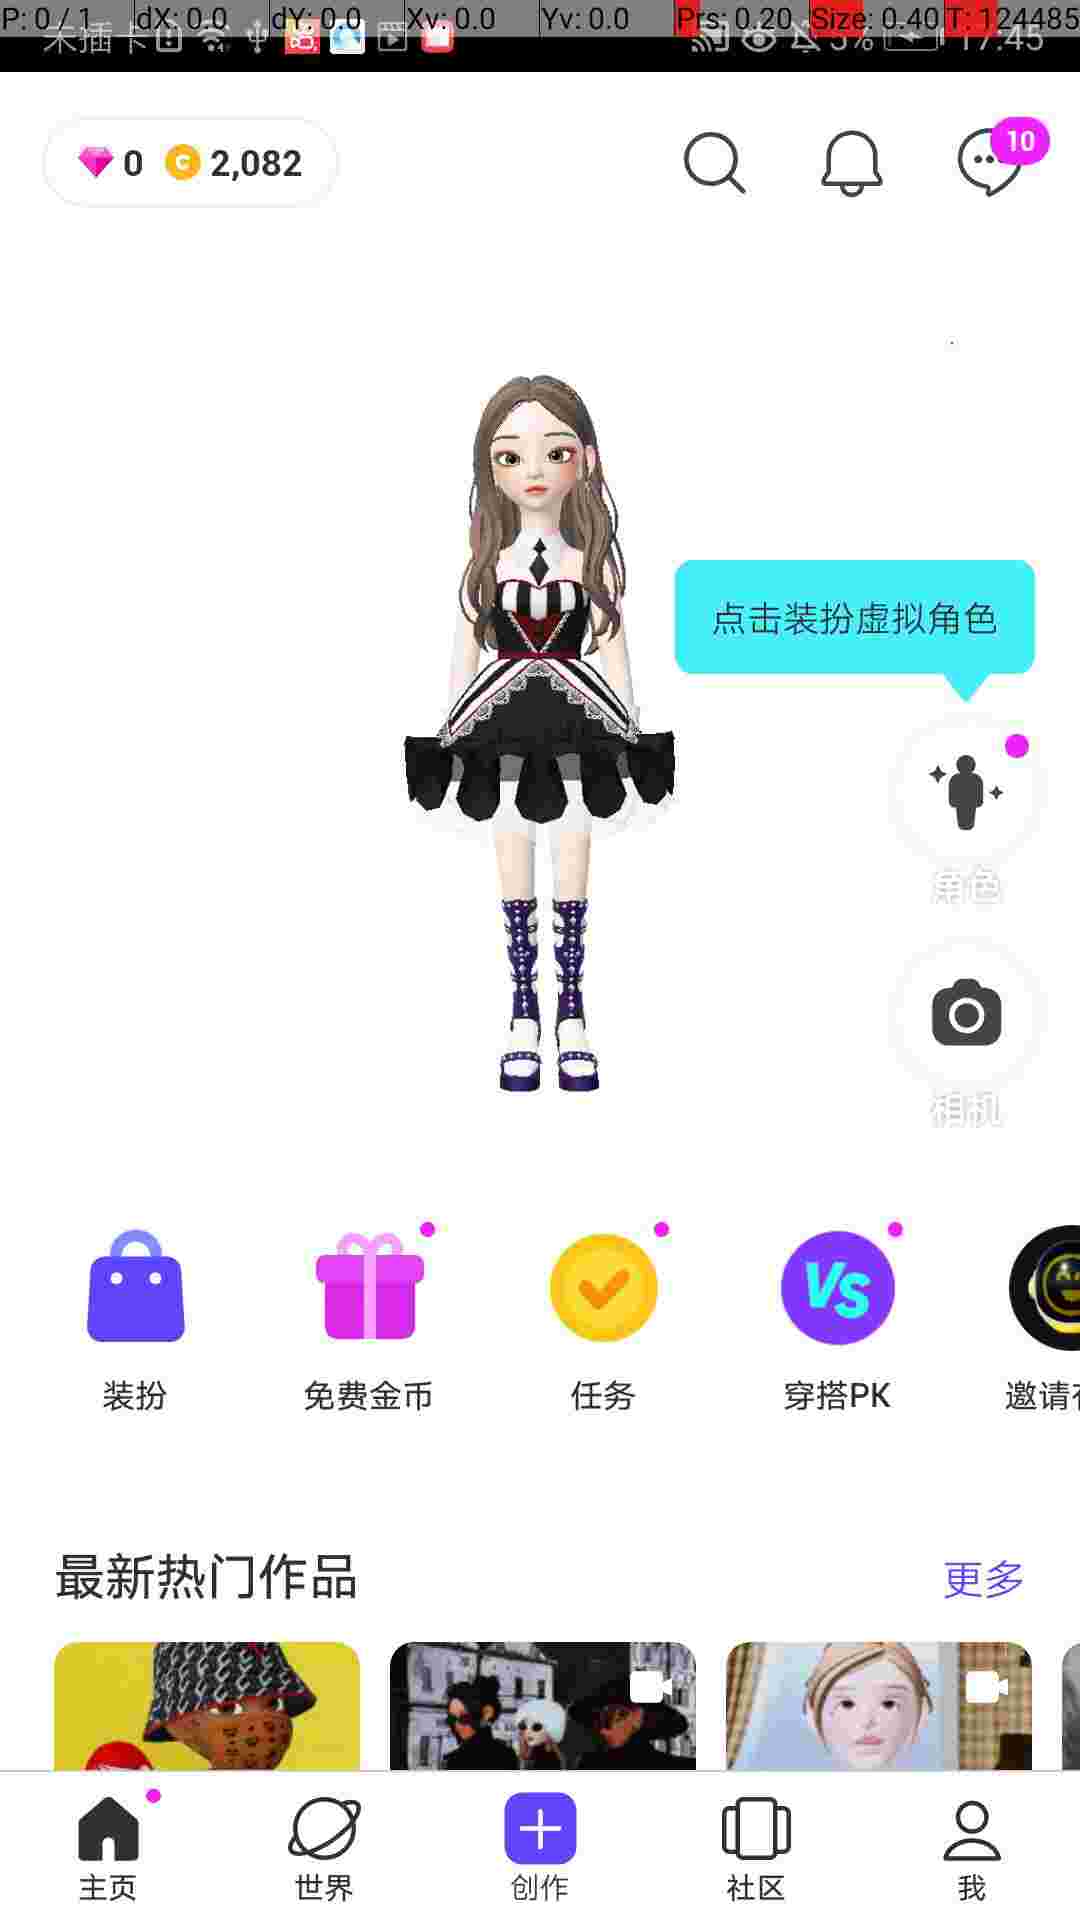 P: 0 / 1 dX: 0.0 dY: 0.0 Xv: 0.0 Yv: 0.0 Prs: 0.20 Size: 0.40 T: 124485
未插卡 5% 17:45
0 C 2,082 10
点击装扮虚拟角色
角色
相机
VS
装扮 免费金币 任务 穿搭PK 邀请
最新热门作品 更多
主页 世界 创作 社区 我